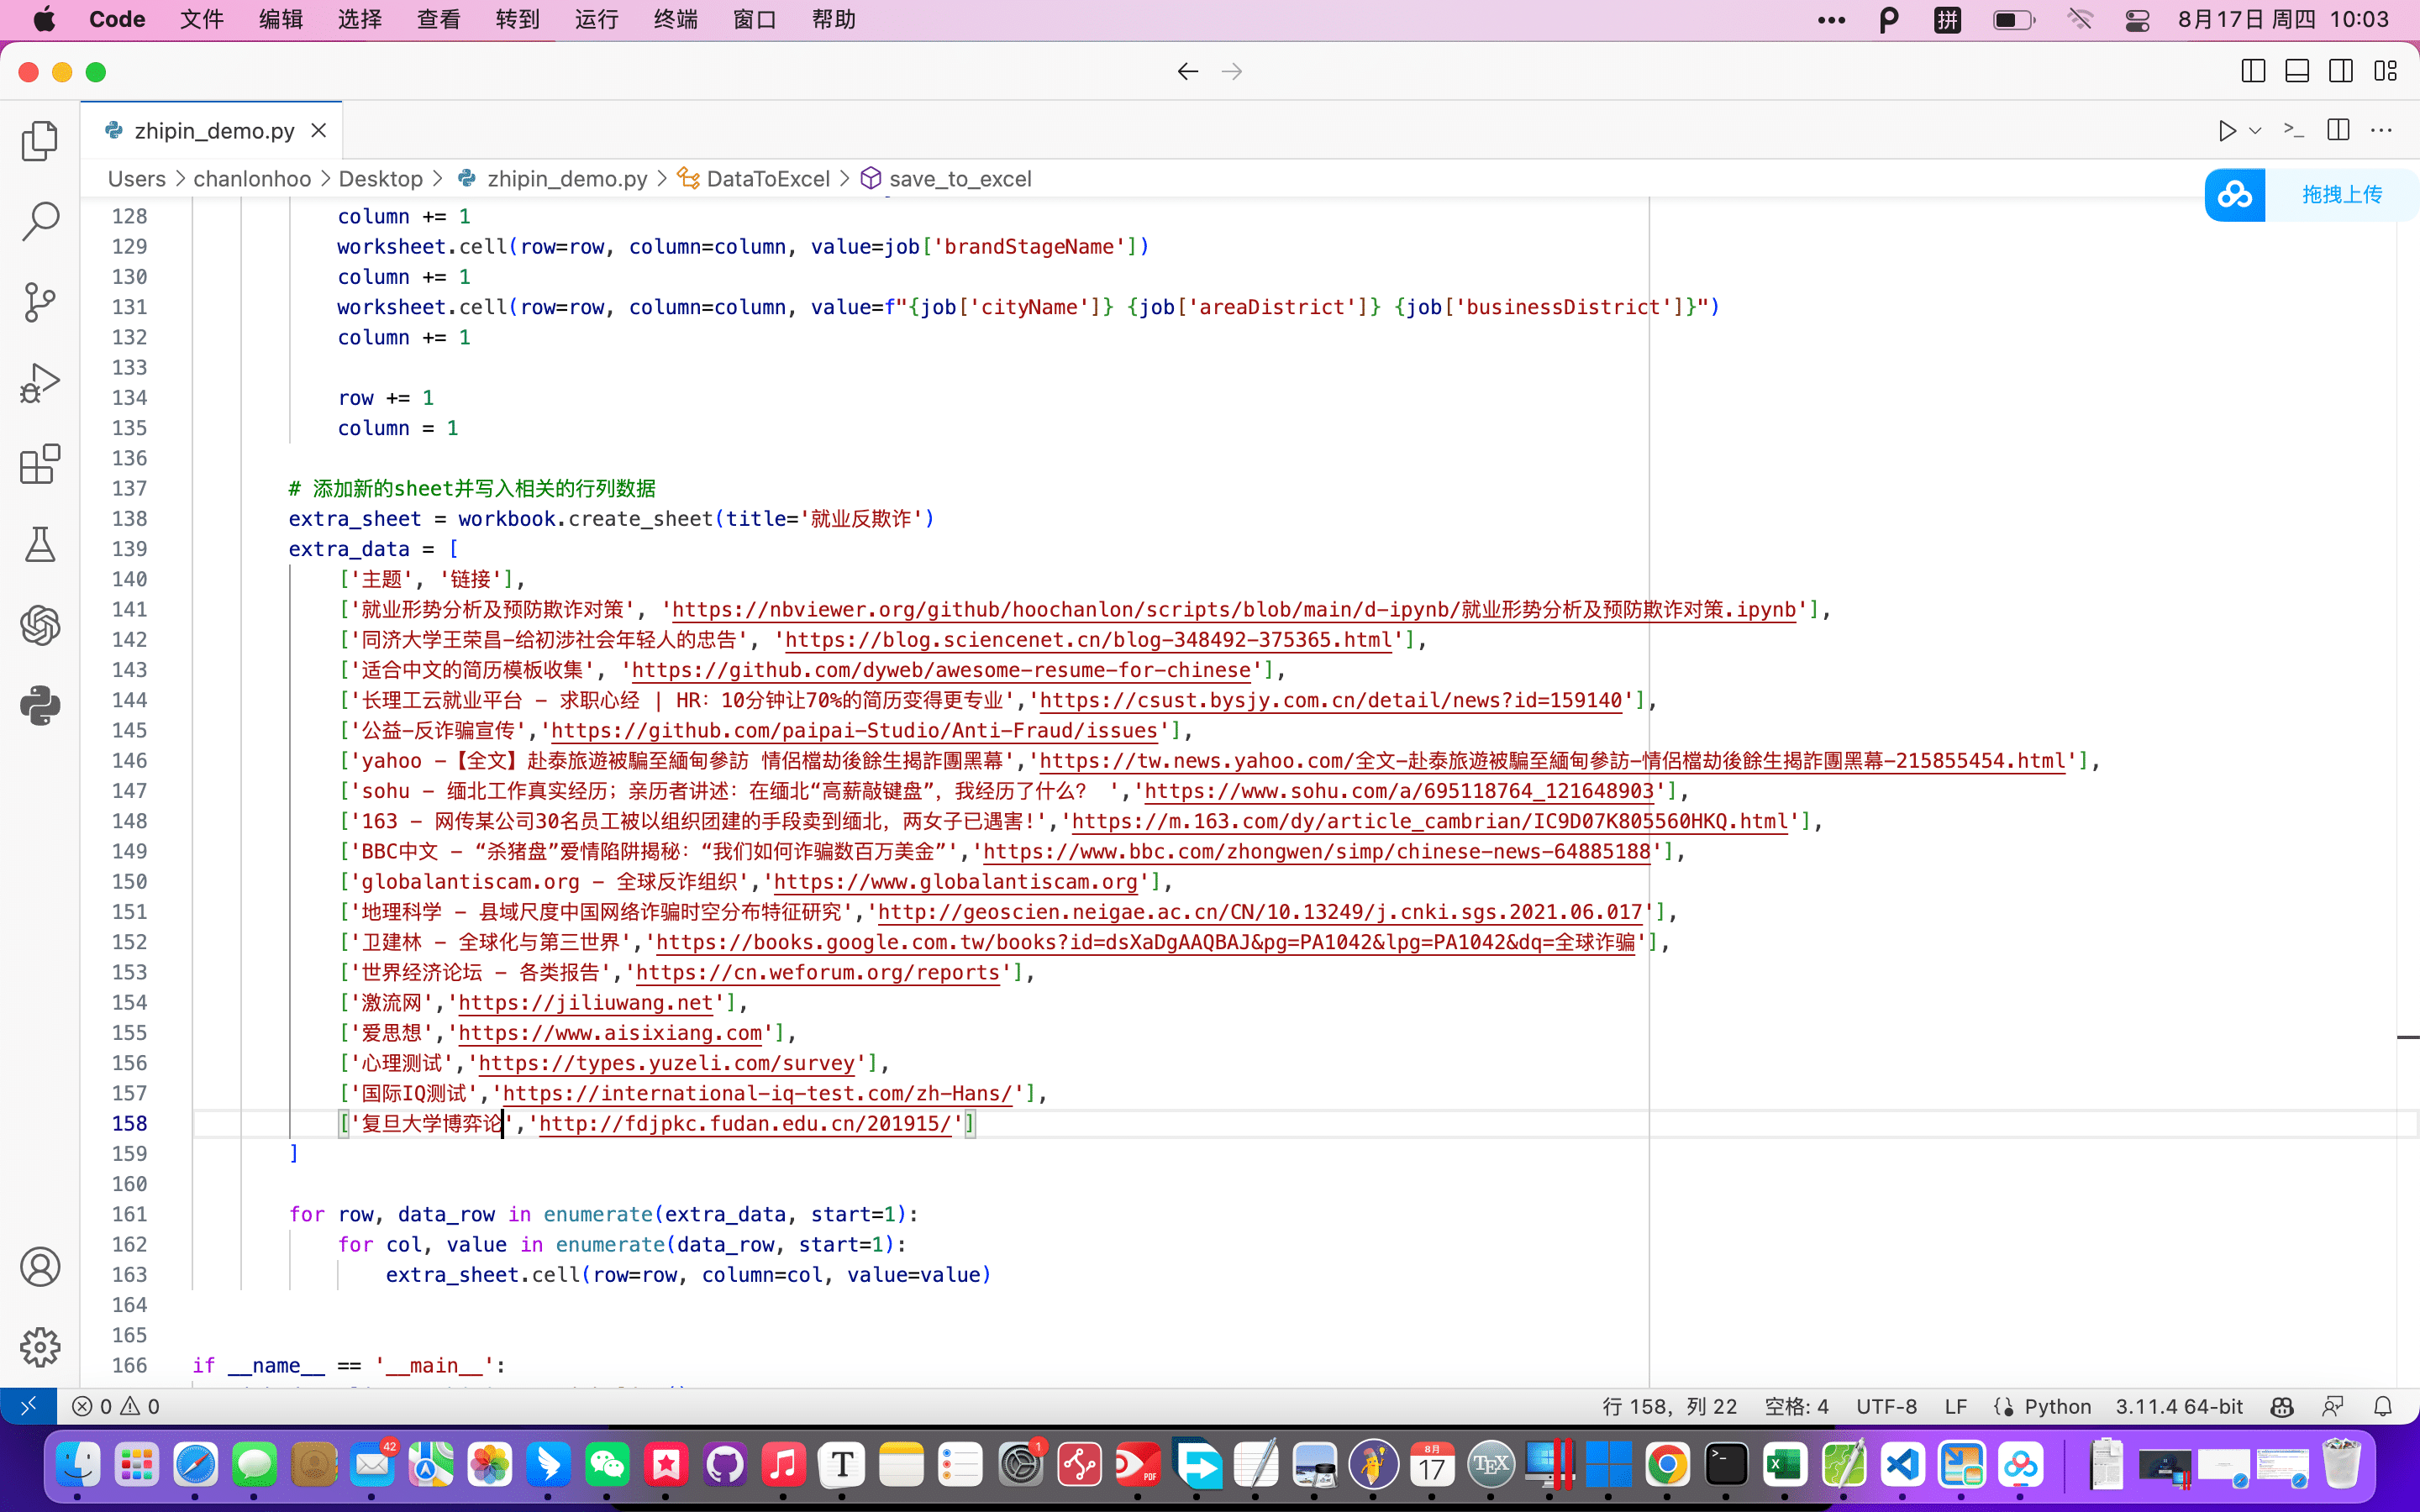 Code 文件 编辑 选择 查看 转到 运行 终端 窗口 帮助 拼 8月17日 周四 10:03
zhipin_demo.py
Users > chanlonhoo > Desktop > zhipin_demo.py > DataToExcel > save_to_excel
拖拽上传
128 column += 1
129 worksheet.cell(row=row, column=column, value=job['brandStageName'])
130 column += 1
131 worksheet.cell(row=row, column=column, value=f"{job['cityName']} {job['areaDistrict']} {job['businessDistrict']}")
132 column += 1
133
134 row += 1
135 column = 1
136
137 # 添加新的sheet并写入相关的行列数据
138 extra_sheet = workbook.create_sheet(title='就业反欺诈')
139 extra_data = [
140 ['主题', '链接'],
141 ['就业形势分析及预防欺诈对策', 'https://nbviewer.org/github/hoochanlon/scripts/blob/main/d-ipynb/就业形势分析及预防欺诈对策.ipynb'],
142 ['同济大学王荣昌-给初涉社会年轻人的忠告', 'https://blog.sciencenet.cn/blog-348492-375365.html'],
143 ['适合中文的简历模板收集', 'https://github.com/dyweb/awesome-resume-for-chinese'],
144 ['长理工云就业平台 - 求职心经 | HR：10分钟让70%的简历变得更专业','https://csust.bysjy.com.cn/detail/news?id=159140'],
145 ['公益-反诈骗宣传','https://github.com/paipai-Studio/Anti-Fraud/issues'],
146 ['yahoo -【全文】赴泰旅遊被騙至緬甸參訪 情侶檔劫後餘生揭詐團黑幕','https://tw.news.yahoo.com/全文-赴泰旅遊被騙至緬甸參訪-情侶檔劫後餘生揭詐團黑幕-215855454.html'],
147 ['sohu - 缅北工作真实经历；亲历者讲述：在缅北“高薪敲键盘”，我经历了什么？ ','https://www.sohu.com/a/695118764_121648903'],
148 ['163 - 网传某公司30名员工被以组织团建的手段卖到缅北，两女子已遇害!','https://m.163.com/dy/article_cambrian/IC9D07K805560HKQ.html'],
149 ['BBC中文 - “杀猪盘”爱情陷阱揭秘：“我们如何诈骗数百万美金”','https://www.bbc.com/zhongwen/simp/chinese-news-64885188'],
150 ['globalantiscam.org - 全球反诈组织','https://www.globalantiscam.org'],
151 ['地理科学 - 县域尺度中国网络诈骗时空分布特征研究','http://geoscien.neigae.ac.cn/CN/10.13249/j.cnki.sgs.2021.06.017'],
152 ['卫建林 - 全球化与第三世界','https://books.google.com.tw/books?id=dsXaDgAAQBAJ&pg=PA1042&lpg=PA1042&dq=全球诈骗'],
153 ['世界经济论坛 - 各类报告','https://cn.weforum.org/reports'],
154 ['激流网','https://jiliuwang.net'],
155 ['爱思想','https://www.aisixiang.com'],
156 ['心理测试','https://types.yuzeli.com/survey'],
157 ['国际IQ测试','https://international-iq-test.com/zh-Hans/'],
158 ['复旦大学博弈论','http://fdjpkc.fudan.edu.cn/201915/']
159 ]
160
161 for row, data_row in enumerate(extra_data, start=1):
162 for col, value in enumerate(data_row, start=1):
163 extra_sheet.cell(row=row, column=col, value=value)
164
165
166 if __name__ == '__main__':
0 0 行 158，列 22 空格: 4 UTF-8 LF Python 3.11.4 64-bit
42 T 1 PDF 8月 17 TEX X